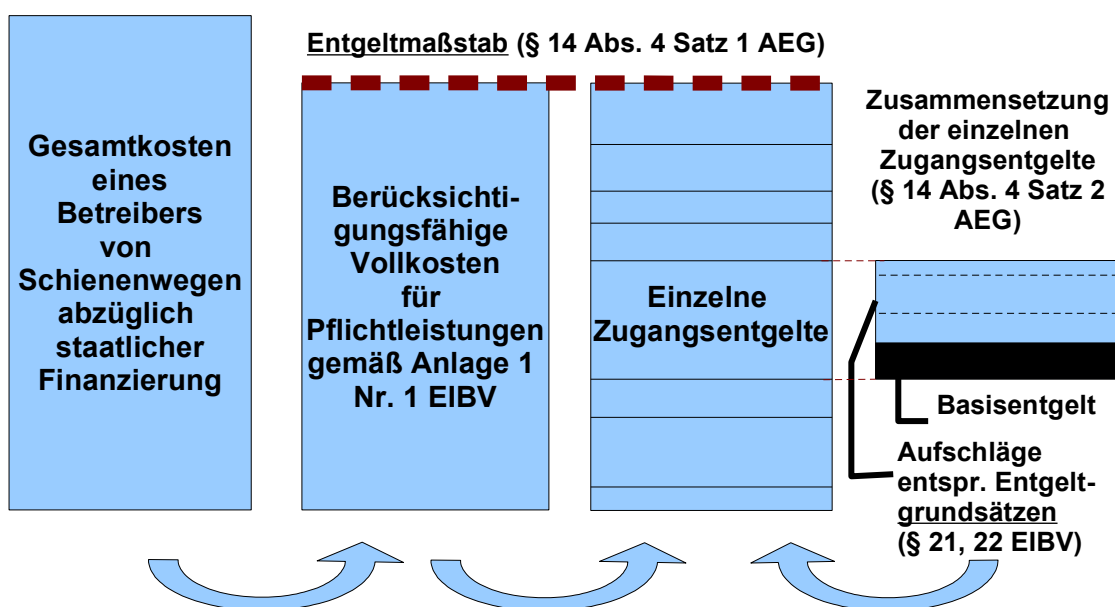 Entgeltmaßstab (§ 14 Abs. 4 Satz 1 AEG)
Gesamtkosten
eines
Betreibers
von
Schienenwegen
abzüglich
staatlicher
Finanzierung
Berücksichti-
gungsfähige
Vollkosten
für
Pflichtleistungen
gemäß Anlage 1
Nr. 1 EIBV
Einzelne
Zugangsentgelte
Zusammensetzung
der einzelnen
Zugangsentgelte
(§ 14 Abs. 4 Satz 2
AEG)
Basisentgelt
Aufschläge
entspr. Entgelt-
grundsätzen
(§ 21, 22 EIBV)